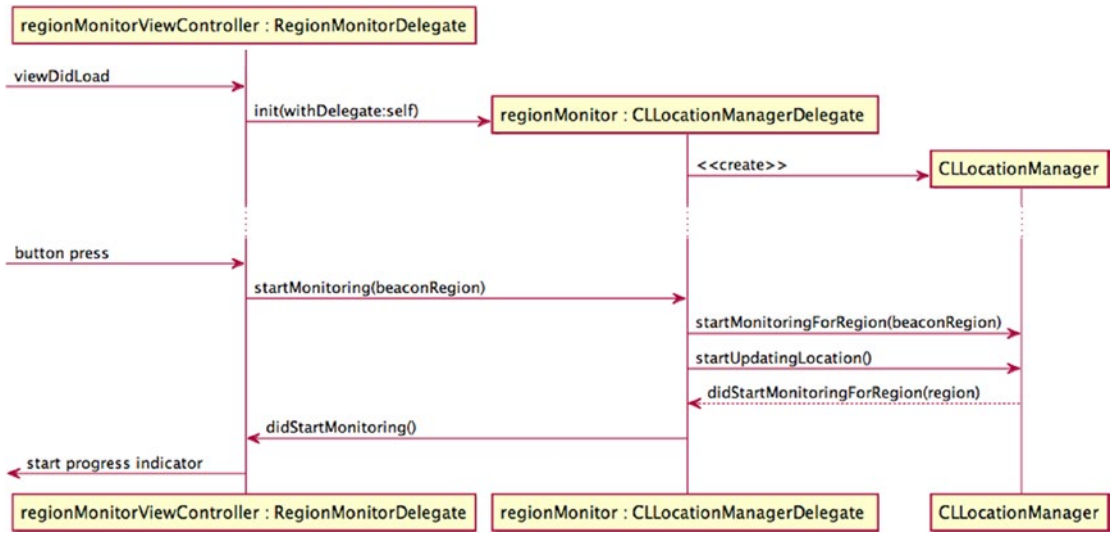 regionMonitorViewController : RegionMonitorDelegate
viewDidLoad
init(withDelegate:self)
regionMonitor : CLLocationManagerDelegate
<<create>>
CLLocationManager
button press
startMonitoring(beaconRegion)
startMonitoringForRegion(beaconRegion)
startUpdatingLocation()
didStartMonitoringForRegion(region)
didStartMonitoring()
start progress indicator
regionMonitorViewController : RegionMonitorDelegate
regionMonitor : CLLocationManagerDelegate
CLLocationManager